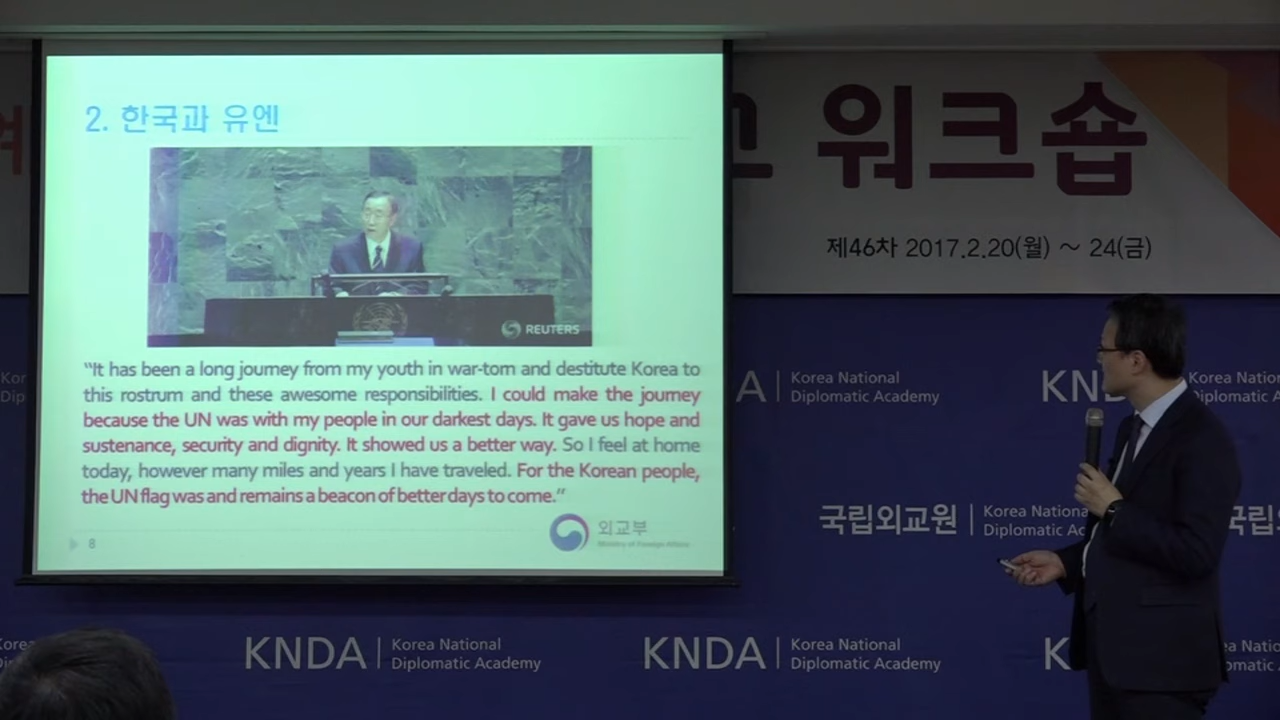 2. 한국과 유엔
REUTERS
“It has been a long journey from my youth in war-torn and destitute Korea to
this rostrum and these awesome responsibilities. I could make the journey
because the UN was with my people in our darkest days. It gave us hope and
sustenance, security and dignity. It showed us a better way. So I feel at home
today, however many miles and years I have traveled. For the Korean people,
the UN flag was and remains a beacon of better days to come.”
8
외교부
Ministry of Foreign Affairs
워크숍
제46차 2017.2.20(월) ~ 24(금)
Korea National
Diplomatic Academy
Korea National
국립외교원
Korea National
KNDA
Korea National
Diplomatic Academy
KNDA
Korea National
Diplomatic Academy